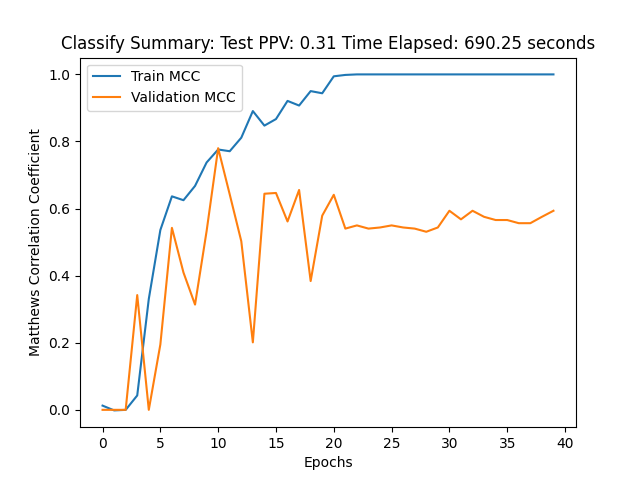 Classify Summary: Test PPV: 0.31 Time Elapsed: 690.25 seconds
Train MCC
Validation MCC
Matthews Correlation Coefficient
1.0
0.8
0.6
0.4
0.2
0.0
0 5 10 15 20 25 30 35 40
Epochs